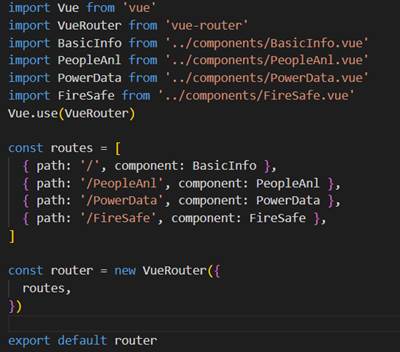 import Vue from 'vue'
import VueRouter from 'vue-router'
import BasicInfo from '../components/BasicInfo.vue'
import PeopleAnl from '../components/PeopleAnl.vue'
import PowerData from '../components/PowerData.vue'
import FireSafe from '../components/FireSafe.vue'
Vue.use(VueRouter)
const routes = [
{ path: '/', component: BasicInfo },
{ path: '/PeopleAnl', component: PeopleAnl },
{ path: '/PowerData', component: PowerData },
{ path: '/FireSafe', component: FireSafe },
]
const router = new VueRouter({
routes,
})
export default router